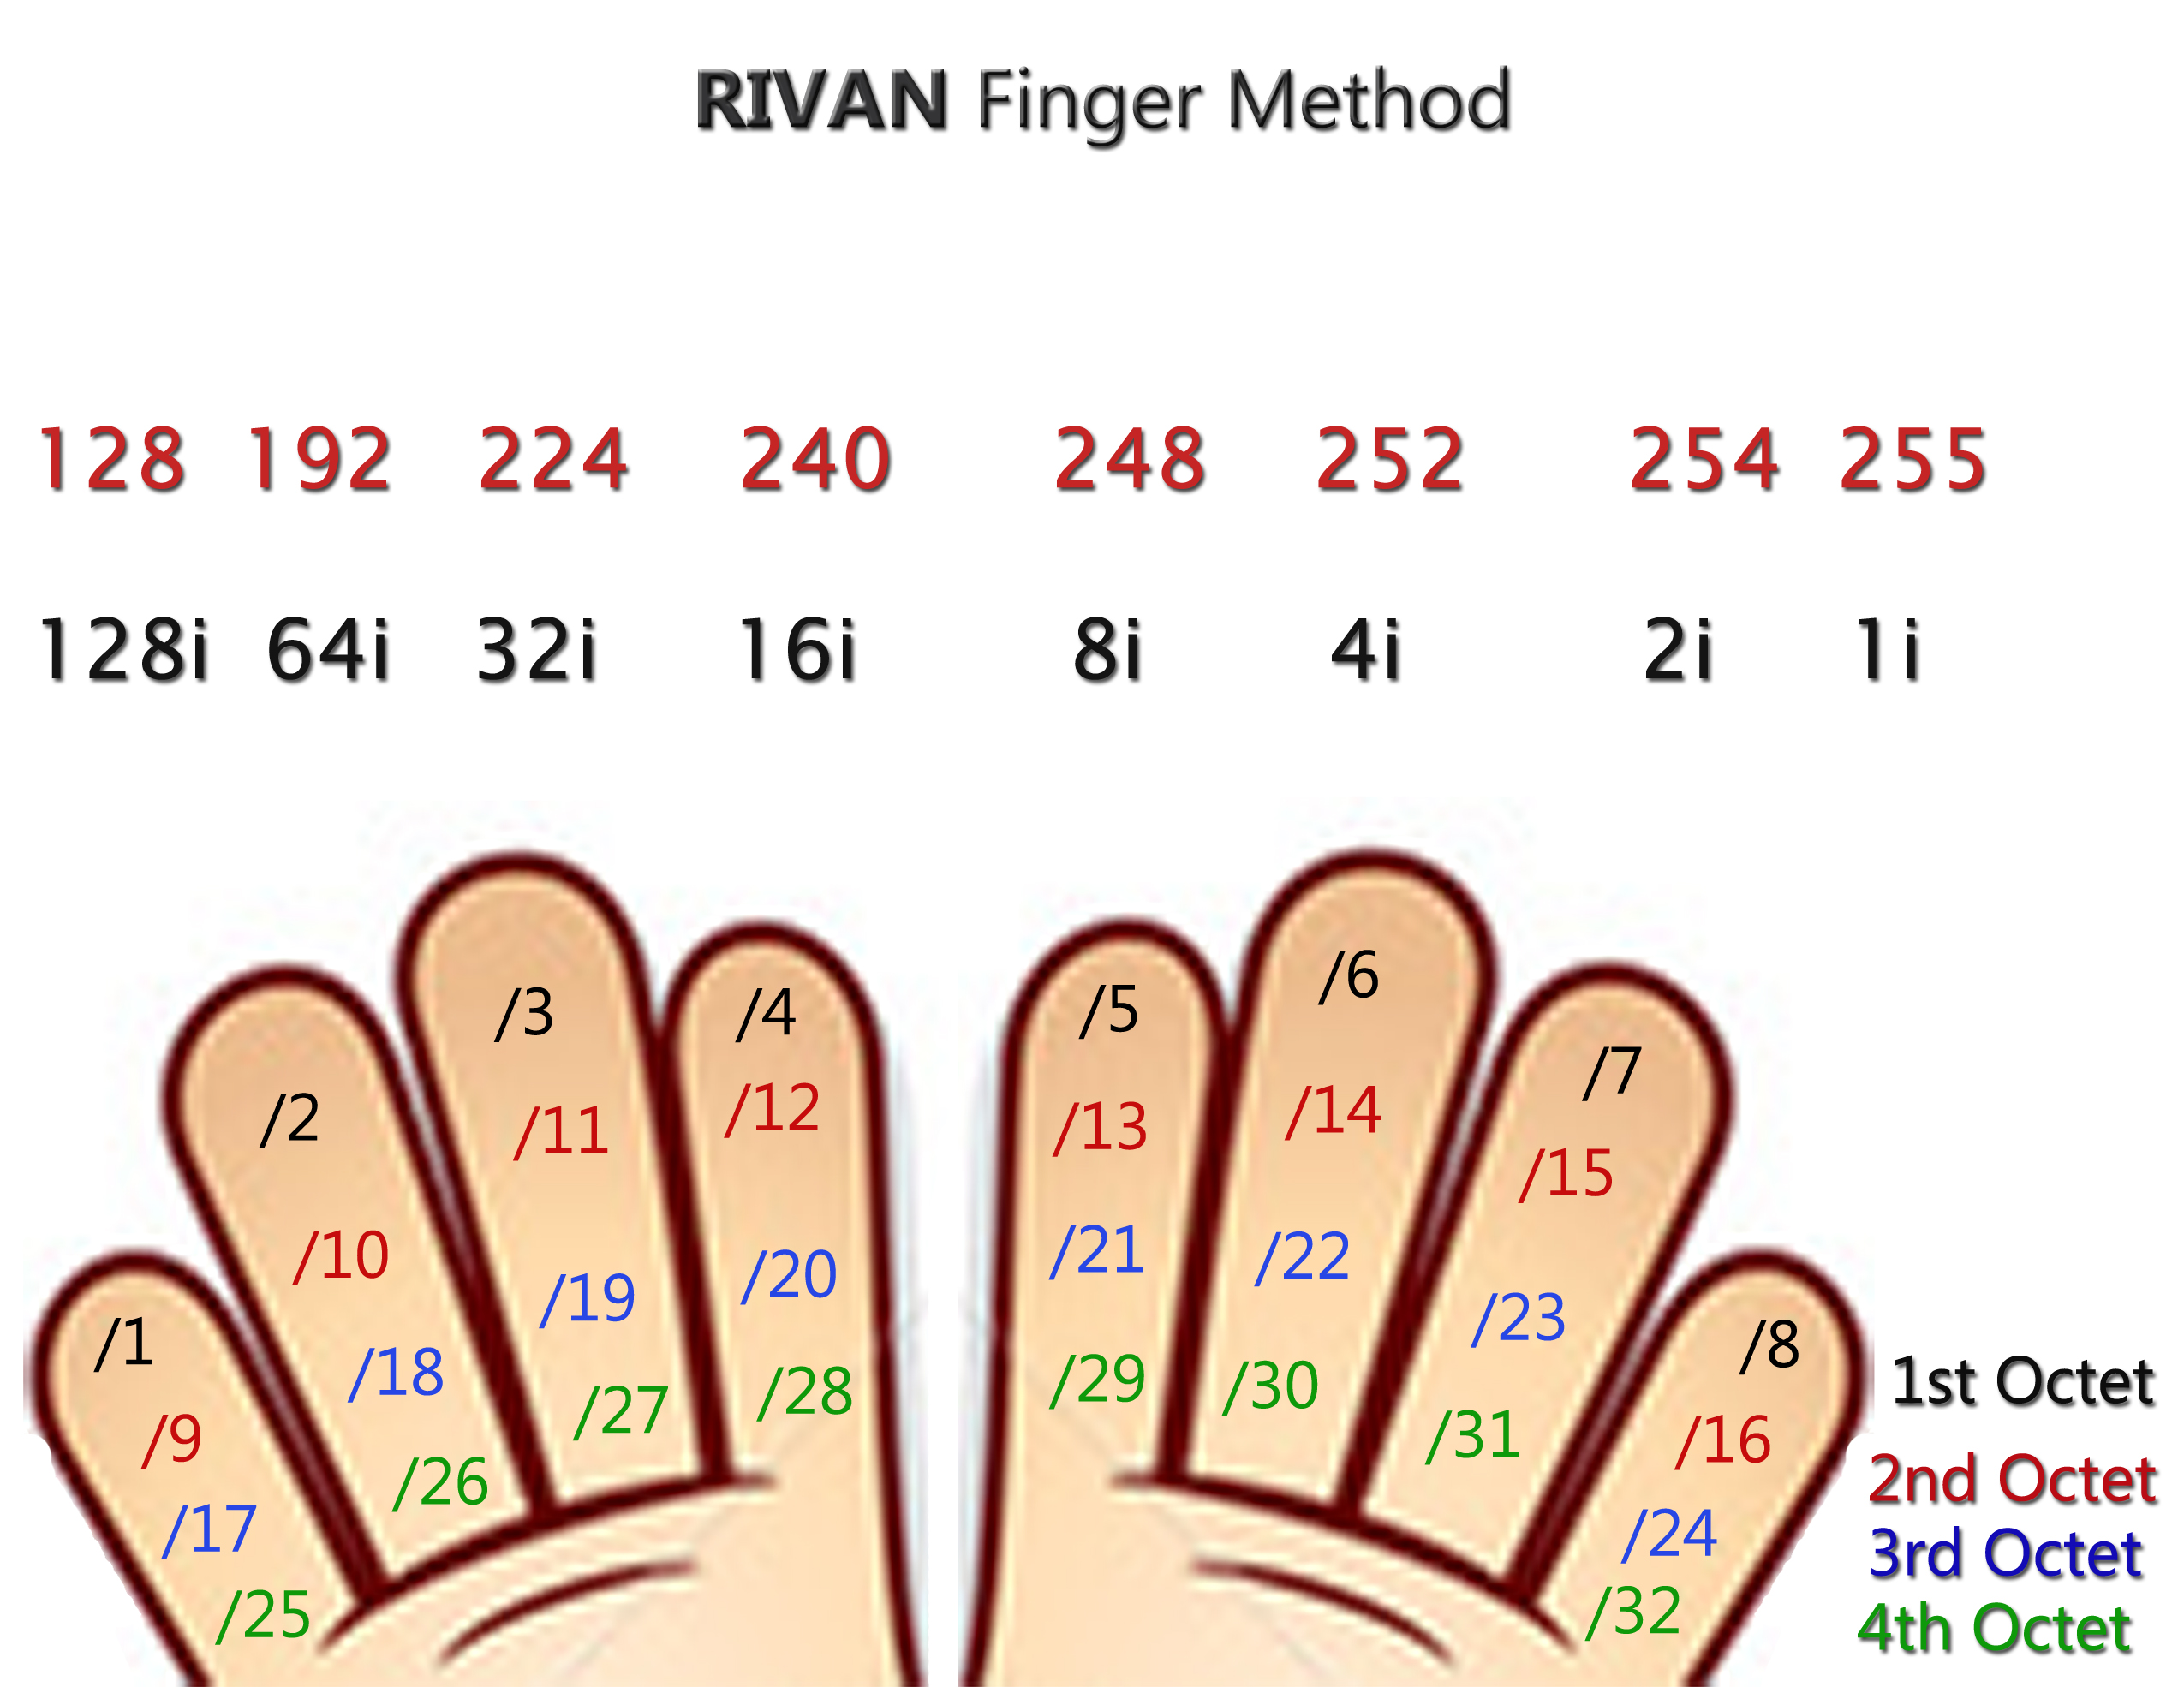 RIVAN Finger Method
128 192 224 240 248 252 254 255
128i 64i 32i 16i 8i 4i 2i 1i
/1 /2 /3 /4 /5 /6 /7 /8
/9 /10 /11 /12 /13 /14 /15 /16
/17 /18 /19 /20 /21 /22 /23 /24
/25 /26 /27 /28 /29 /30 /31 /32
1st Octet
2nd Octet
3rd Octet
4th Octet